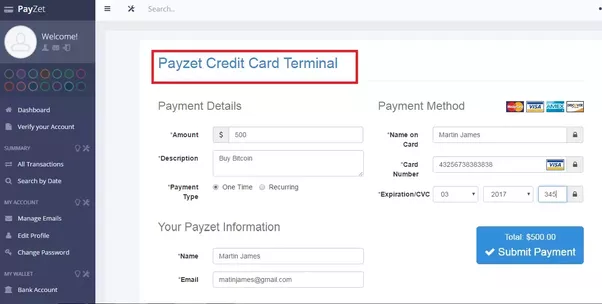 PayZet
Search...
Welcome!
Dashboard
Verify your Account
SUMMARY
All Transactions
Search by Date
MY ACCOUNT
Manage Emails
Edit Profile
Change Password
MY WALLET
Bank Account
Payzet Credit Card Terminal
Payment Details
*Amount $ 500
*Description Buy Bitcoin
*Payment
Type
One Time Recurring
Your Payzet Information
*Name Martin James
*Email matinjames@gmail.com
Payment Method
MasterCard VISA AMEX DISCOVER
*Name on
Card
Martin James
*Card
Number
43256738363838 VISA
*Expiration/CVC 03 2017 345
Total: $500.00
Submit Payment